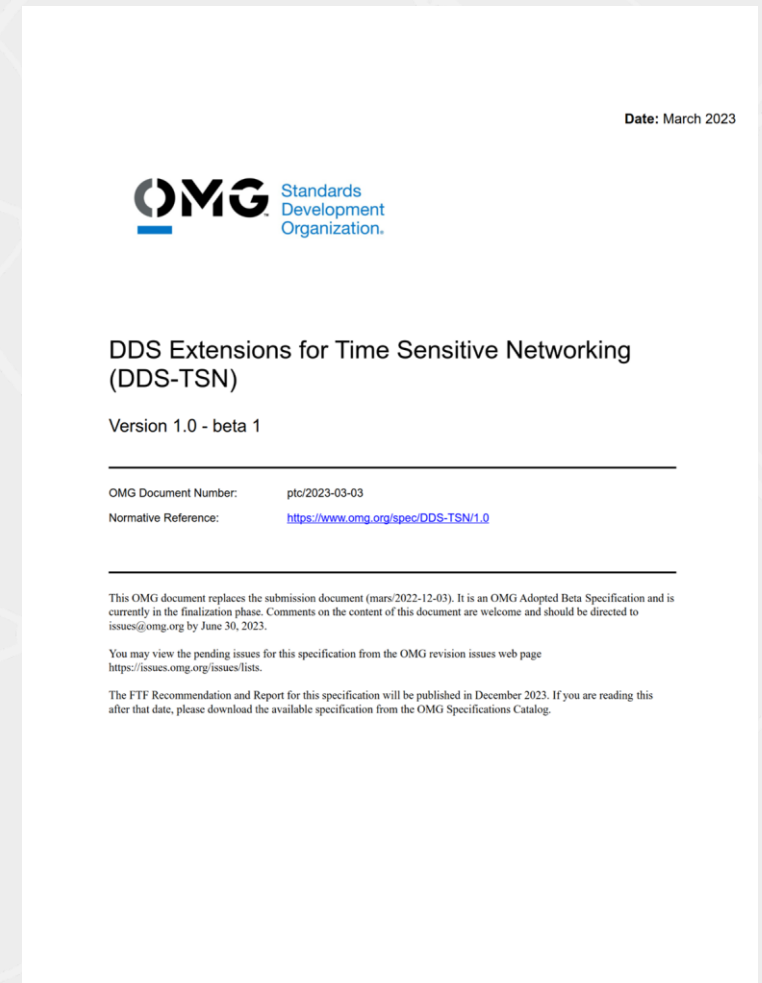 Date: March 2023
OMG
Standards
Development
Organization.
DDS Extensions for Time Sensitive Networking
(DDS-TSN)
Version 1.0 - beta 1
OMG Document Number: ptc/2023-03-03
Normative Reference: https://www.omg.org/spec/DDS-TSN/1.0
This OMG document replaces the submission document (mars/2022-12-03). It is an OMG Adopted Beta Specification and is
currently in the finalization phase. Comments on the content of this document are welcome and should be directed to
issues@omg.org by June 30, 2023.
You may view the pending issues for this specification from the OMG revision issues web page
https://issues.omg.org/issues/lists.
The FTF Recommendation and Report for this specification will be published in December 2023. If you are reading this
after that date, please download the available specification from the OMG Specifications Catalog.